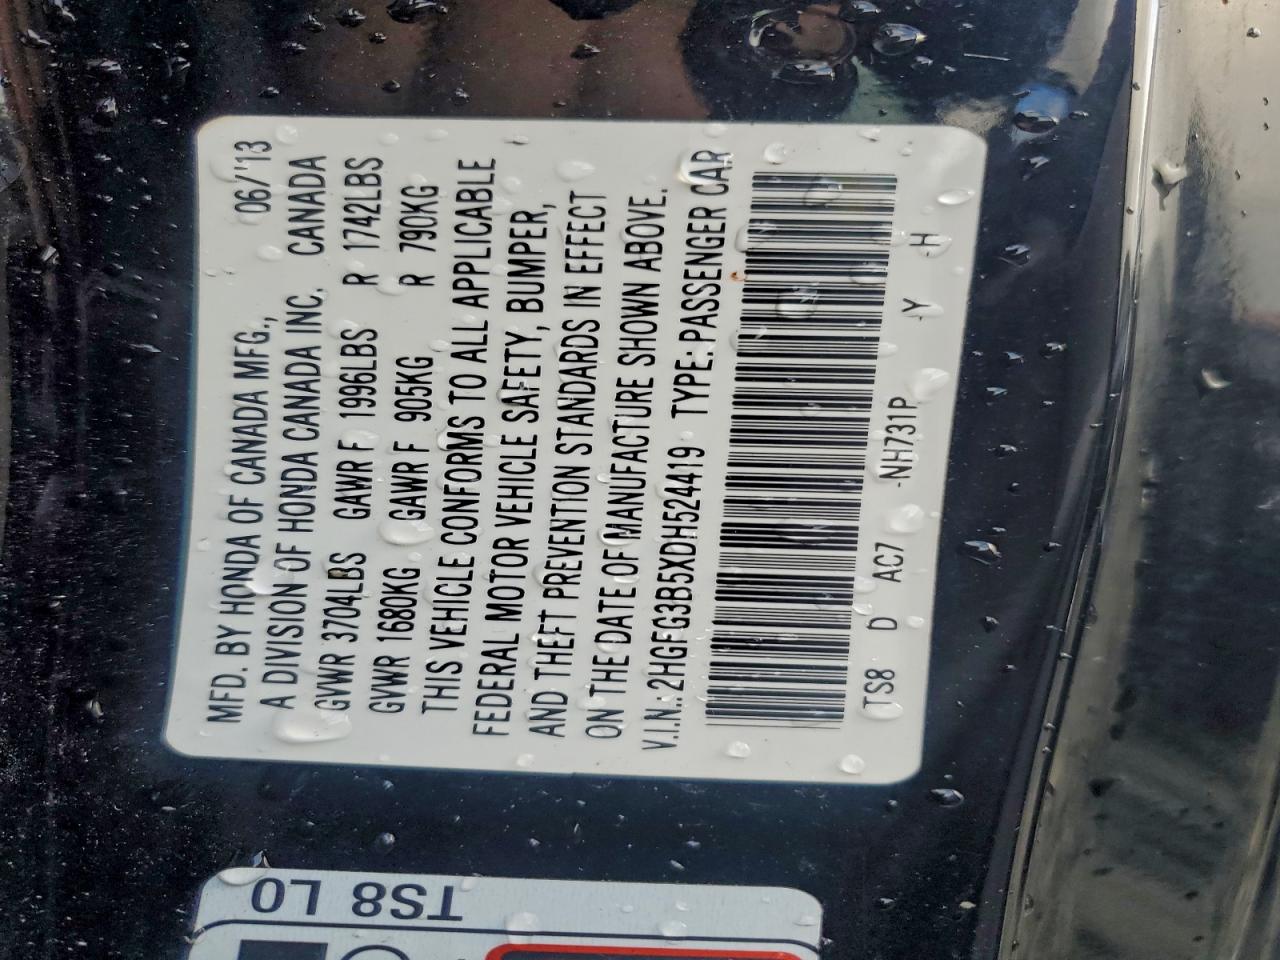 MFD. BY HONDA OF CANADA MFG., 06/'13
A DIVISION OF HONDA CANADA INC. CANADA
GVWR 3704LBS GAWR F 1996LBS R 1742LBS
GVWR 1680KG GAWR F 905KG R 790KG
THIS VEHICLE CONFORMS TO ALL APPLICABLE
FEDERAL MOTOR VEHICLE SAFETY, BUMPER,
AND THEFT PREVENTION STANDARDS IN EFFECT
ON THE DATE OF MANUFACTURE SHOWN ABOVE.
V.I.N.: 2HGFG3B5XDH524419 TYPE: PASSENGER CAR
TS8 D AC7 -NH731P -Y -H
TS8 L0